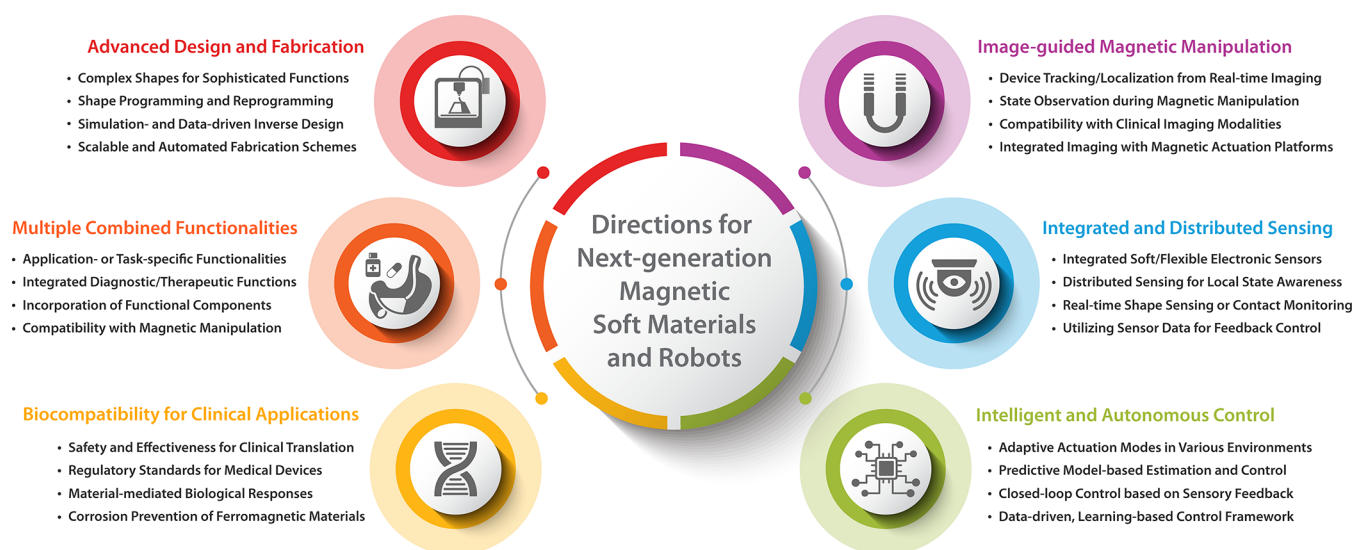 Advanced Design and Fabrication
• Complex Shapes for Sophisticated Functions
• Shape Programming and Reprogramming
• Simulation- and Data-driven Inverse Design
• Scalable and Automated Fabrication Schemes
Multiple Combined Functionalities
• Application- or Task-specific Functionalities
• Integrated Diagnostic/Therapeutic Functions
• Incorporation of Functional Components
• Compatibility with Magnetic Manipulation
Biocompatibility for Clinical Applications
• Safety and Effectiveness for Clinical Translation
• Regulatory Standards for Medical Devices
• Material-mediated Biological Responses
• Corrosion Prevention of Ferromagnetic Materials
Directions for
Next-generation
Magnetic
Soft Materials
and Robots
Image-guided Magnetic Manipulation
• Device Tracking/Localization from Real-time Imaging
• State Observation during Magnetic Manipulation
• Compatibility with Clinical Imaging Modalities
• Integrated Imaging with Magnetic Actuation Platforms
Integrated and Distributed Sensing
• Integrated Soft/Flexible Electronic Sensors
• Distributed Sensing for Local State Awareness
• Real-time Shape Sensing or Contact Monitoring
• Utilizing Sensor Data for Feedback Control
Intelligent and Autonomous Control
• Adaptive Actuation Modes in Various Environments
• Predictive Model-based Estimation and Control
• Closed-loop Control based on Sensory Feedback
• Data-driven, Learning-based Control Framework